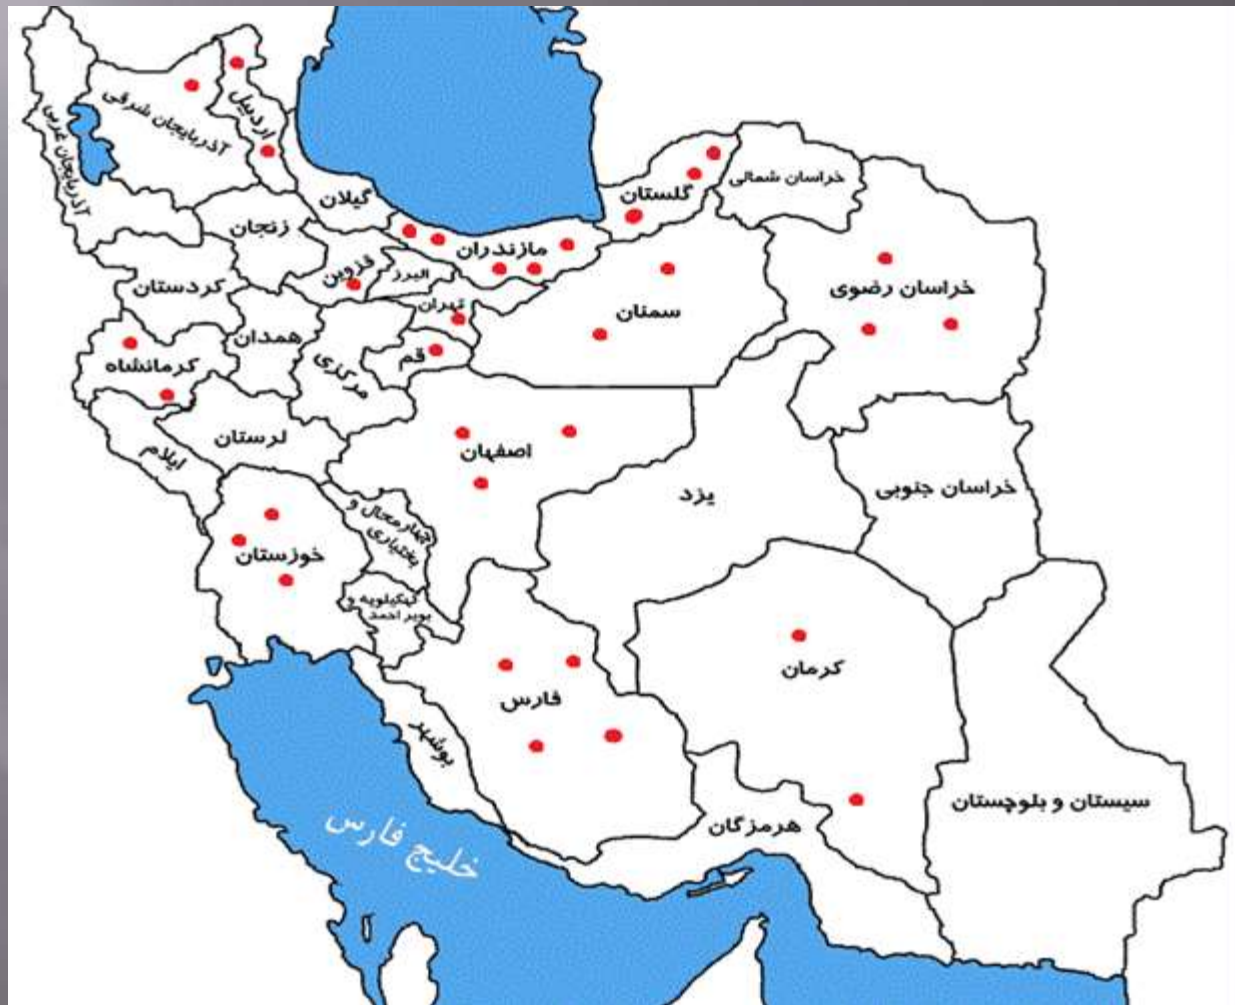 آذربایجان غربی
آذربایجان شرقی
اردبیل
گیلان
زنجان
کردستان
قزوین
البرز
مازندران
گلستان
خراسان شمالی
خراسان رضوی
سمنان
تهران
قم
مرکزی
همدان
کرمانشاه
لرستان
ایلام
اصفهان
یزد
خراسان جنوبی
خوزستان
چهارمحال و
بختیاری
کهکیلویه و
بویر احمد
فارس
کرمان
بوشهر
هرمزگان
سیستان و بلوچستان
خلیج فارس